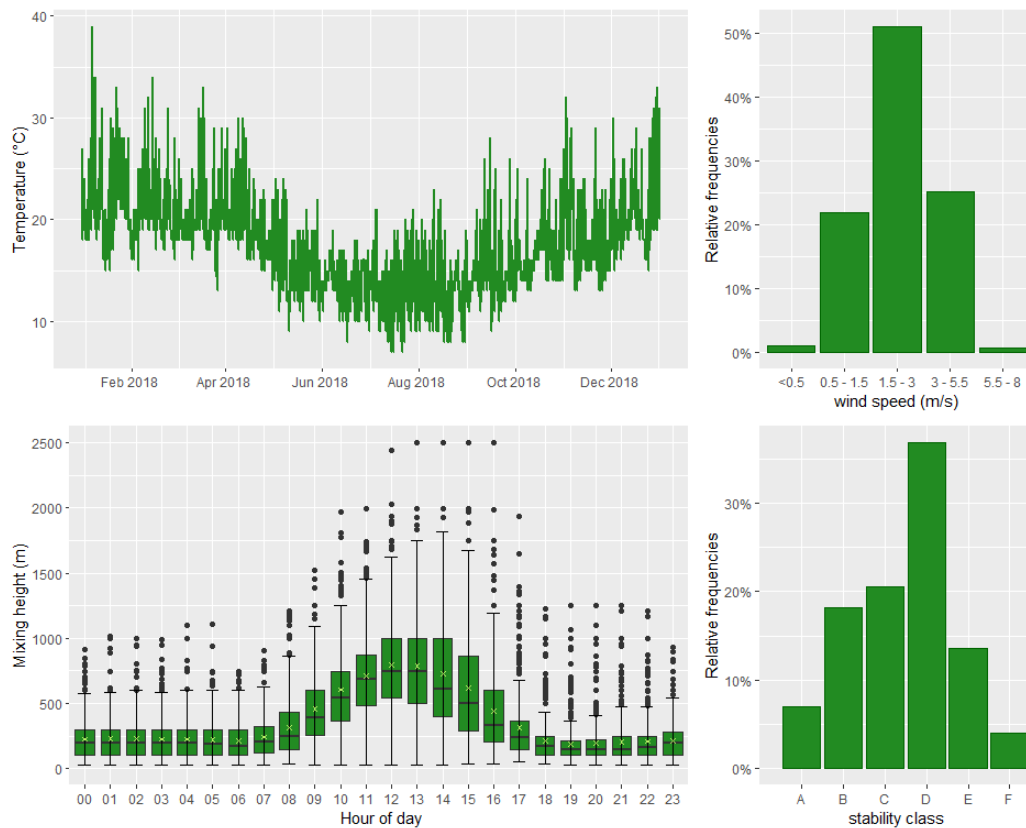 Temperature (°C)
40
30
20
10
Feb 2018 Apr 2018 Jun 2018 Aug 2018 Oct 2018 Dec 2018
Relative frequencies
50%
40%
30%
20%
10%
0%
<0.5 0.5 - 1.5 1.5 - 3 3 - 5.5 5.5 - 8
wind speed (m/s)
Mixing height (m)
2500
2000
1500
1000
500
0
00 01 02 03 04 05 06 07 08 09 10 11 12 13 14 15 16 17 18 19 20 21 22 23
Hour of day
Relative frequencies
30%
20%
10%
0%
A B C D E F
stability class